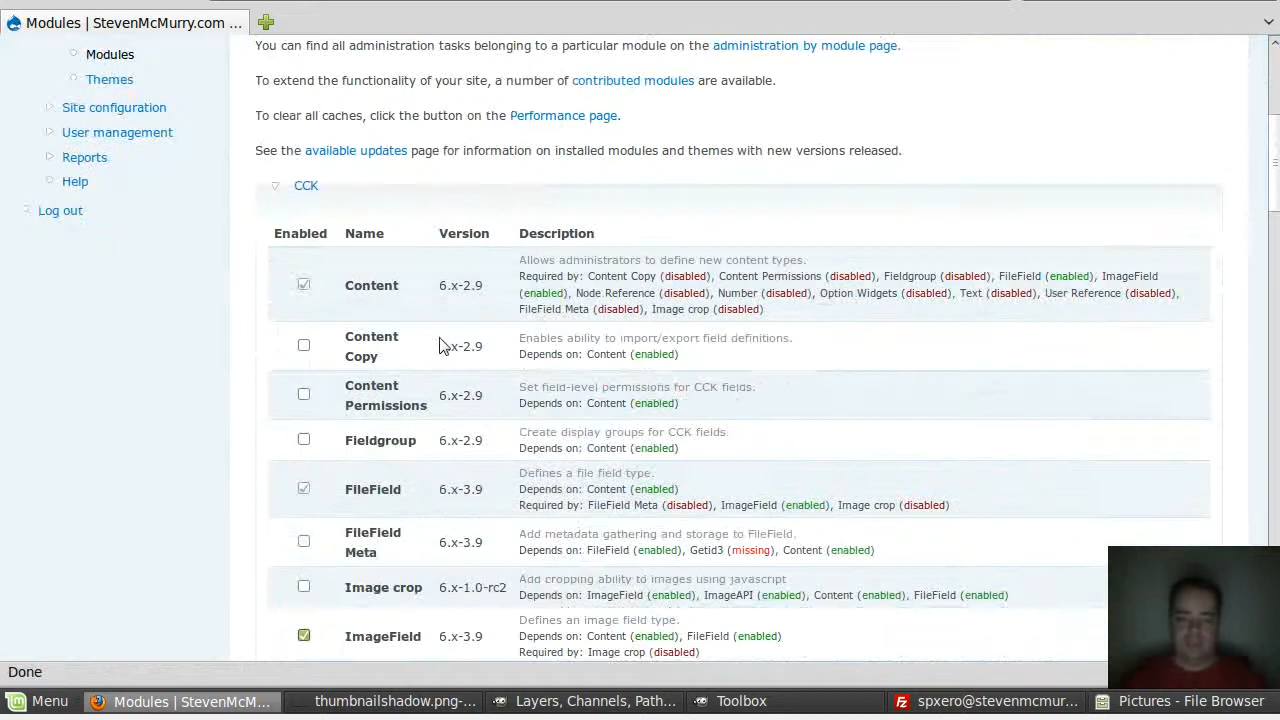 Modules | StevenMcMurry.com ...
Modules
Themes
Site configuration
User management
Reports
Help
Log out
You can find all administration tasks belonging to a particular module on the administration by module page.
To extend the functionality of your site, a number of contributed modules are available.
To clear all caches, click the button on the Performance page.
See the available updates page for information on installed modules and themes with new versions released.
CCK
Enabled Name Version Description
Content 6.x-2.9
Allows administrators to define new content types.
Required by: Content Copy (disabled), Content Permissions (disabled), Fieldgroup (disabled), FileField (enabled), ImageField
(enabled), Node Reference (disabled), Number (disabled), Option Widgets (disabled), Text (disabled), User Reference (disabled),
FileField Meta (disabled), Image crop (disabled)
Content
Copy
x-2.9
Enables ability to import/export field definitions.
Depends on: Content (enabled)
Content
Permissions
6.x-2.9
Set field-level permissions for CCK fields.
Depends on: Content (enabled)
Fieldgroup 6.x-2.9
Create display groups for CCK fields.
Depends on: Content (enabled)
FileField 6.x-3.9
Defines a file field type.
Depends on: Content (enabled)
Required by: FileField Meta (disabled), ImageField (enabled), Image crop (disabled)
FileField
Meta
6.x-3.9
Add metadata gathering and storage to FileField.
Depends on: FileField (enabled), Getid3 (missing), Content (enabled)
Image crop 6.x-1.0-rc2
Add cropping ability to images using javascript
Depends on: ImageField (enabled), ImageAPI (enabled), Content (enabled), FileField (enabled)
ImageField 6.x-3.9
Defines an image field type.
Depends on: Content (enabled), FileField (enabled)
Required by: Image crop (disabled)
Done
Menu Modules | StevenMcM... thumbnailshadow.png-... Layers, Channels, Path... Toolbox spxero@stevenmcmur... Pictures - File Browser